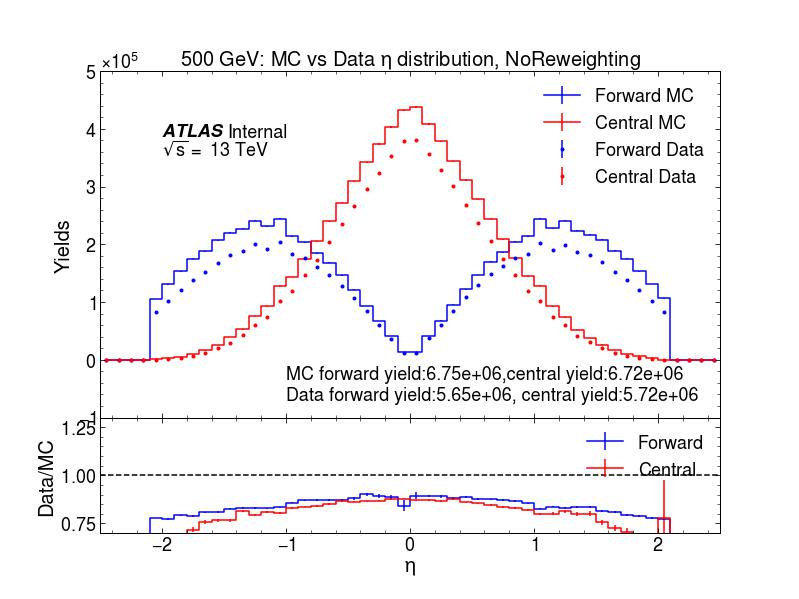 ×10⁵
500 GeV: MC vs Data η distribution, NoReweighting
5
4
3
2
1
0
−1
Yields
ATLAS Internal
√s = 13 TeV
Forward MC
Central MC
Forward Data
Central Data
MC forward yield:6.75e+06,central yield:6.72e+06
Data forward yield:5.65e+06, central yield:5.72e+06
1.25
1.00
0.75
Data/MC
Forward
Central
−2 −1 0 1 2
η